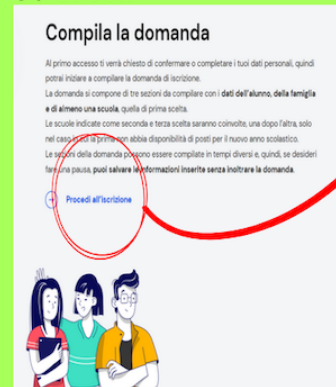 Compila la domanda
Al primo accesso ti verrà chiesto di confermare o completare i tuoi dati personali, quindi
potrai iniziare a compilare la domanda di iscrizione.
La domanda si compone di tre sezioni da compilare con i dati dell'alunno, della famiglia
e di almeno una scuola, quella di prima scelta.
Le scuole indicate come seconda e terza scelta saranno coinvolte, una dopo l'altra, solo
nel caso in cui la prima non abbia disponibilità di posti per il nuovo anno scolastico.
Le sezioni della domanda possono essere compilate in tempi diversi e, quindi, se desideri
fare una pausa, puoi salvare le informazioni inserite senza inoltrare la domanda.
Procedi all'iscrizione